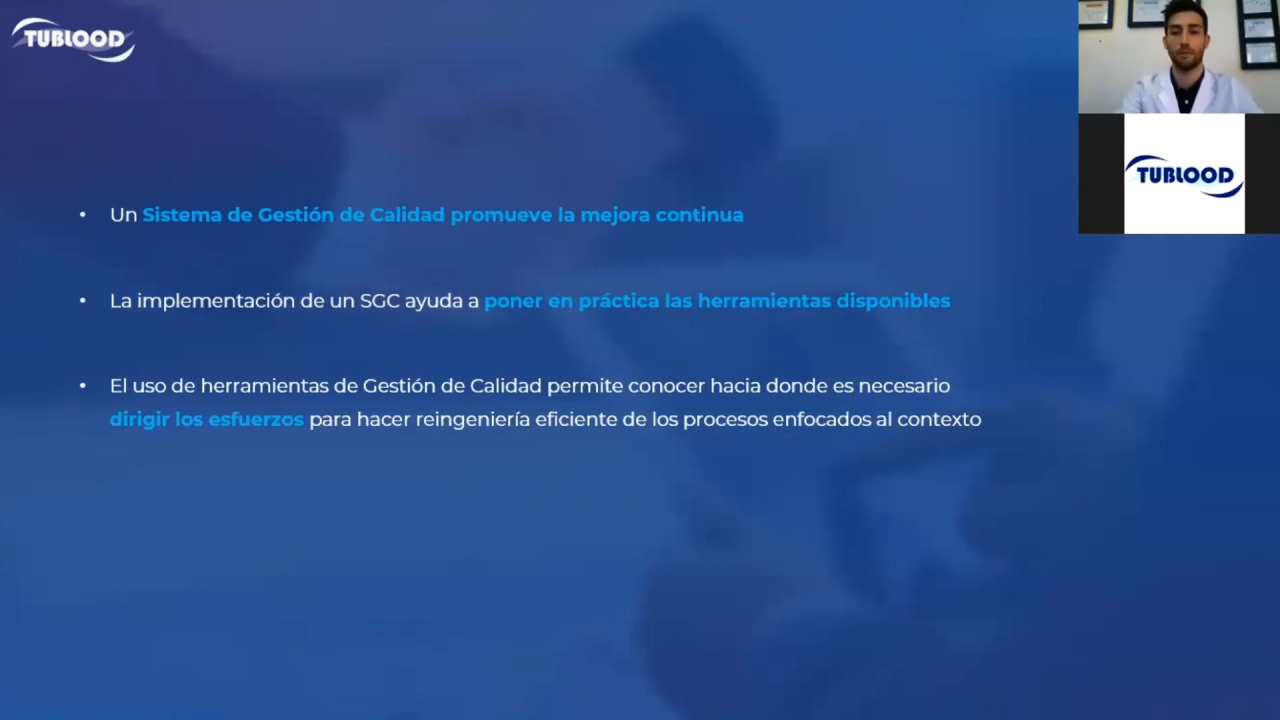 TUBLOOD
• Un Sistema de Gestión de Calidad promueve la mejora continua
• La implementación de un SGC ayuda a poner en práctica las herramientas disponibles
• El uso de herramientas de Gestión de Calidad permite conocer hacia donde es necesario
dirigir los esfuerzos para hacer reingeniería eficiente de los procesos enfocados al contexto
TUBLOOD